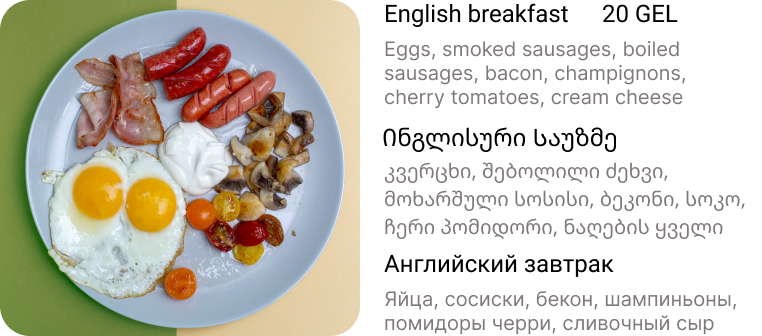 English breakfast 20 GEL
Eggs, smoked sausages, boiled
sausages, bacon, champignons,
cherry tomatoes, cream cheese
ინგლისური საუზმე
კვერცხი, შებოლილი ძეხვი,
მოხარშული სოსისი, ბეკონი, სოკო,
ჩერი პომიდორი, ნაღების ყველი
Английский завтрак
Яйца, сосиски, бекон, шампиньоны,
помидоры черри, сливочный сыр